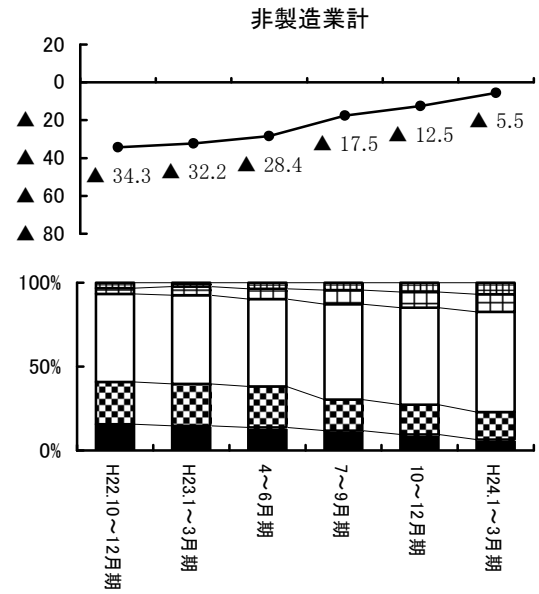 非製造業計
20
0
▲ 20
▲ 40
▲ 60
▲ 80
▲ 34.3
▲ 32.2
▲ 28.4
▲ 17.5
▲ 12.5
▲ 5.5
100%
50%
0%
H22.10～12月期
H23.1～3月期
4～6月期
7～9月期
10～12月期
H24.1～3月期